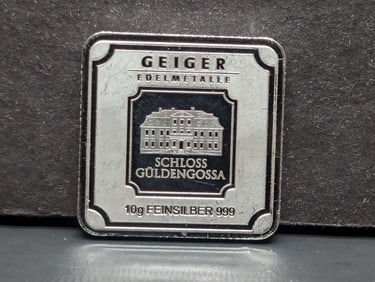 GEIGER
EDELMETALLE
SCHLOSS
GÜLDENGOSSA
10g FEINSILBER 999